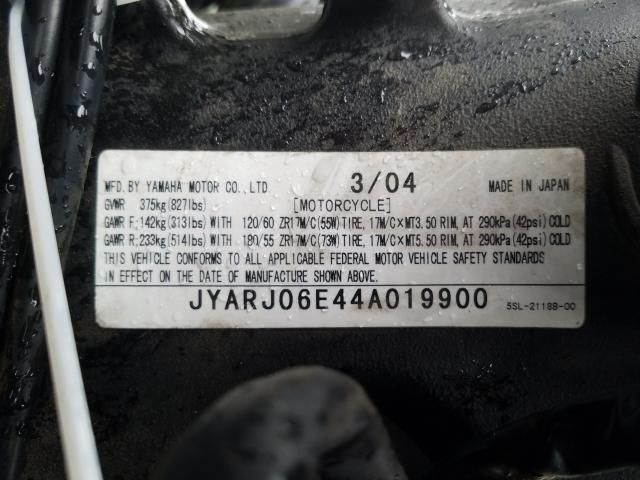 MFD. BY YAMAHA MOTOR CO., LTD 3/04 MADE IN JAPAN
GVWR 375kg(827lbs) [MOTORCYCLE]
GAWR F:142kg(313lbs)WITH 120/60 ZR17M/C(55W)TIRE, 17M/C×MT3.50 RIM, AT 290kPa(42psi)COLD
GAWR R:233kg(514lbs)WITH 180/55 ZR17M/C(73W)TIRE, 17M/C×MT5.50 RIM, AT 290kPa(42psi)COLD
THIS VEHICLE CONFORMS TO ALL APPLICABLE FEDERAL MOTOR VEHICLE SAFETY STANDARDS
IN EFFECT ON THE DATE OF MANUFACTURE SHOWN ABOVE.
JYARJ06E44A019900 5SL-2118B-00